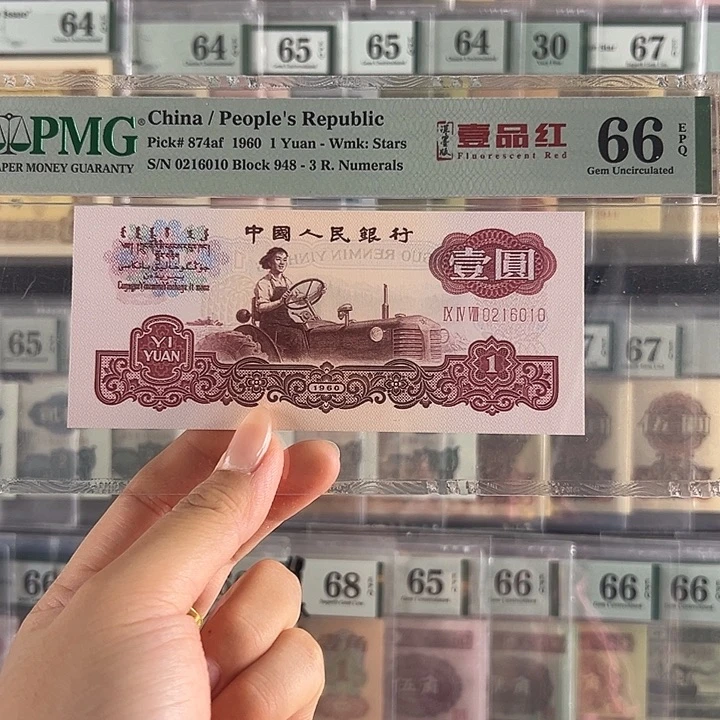 64
64
65
65
64
30
67
PMG
PAPER MONEY GUARANTY
China / People's Republic
Pick# 874af 1960 1 Yuan - Wmk: Stars
S/N 0216010 Block 948 - 3 R. Numerals
壹品红
Fluorescent Red
66
EPQ
Gem Uncirculated
中國人民銀行
壹圓
ⅨⅣⅧ0216010
YI
YUAN
1960
1
65
67
68
65
66
66
66